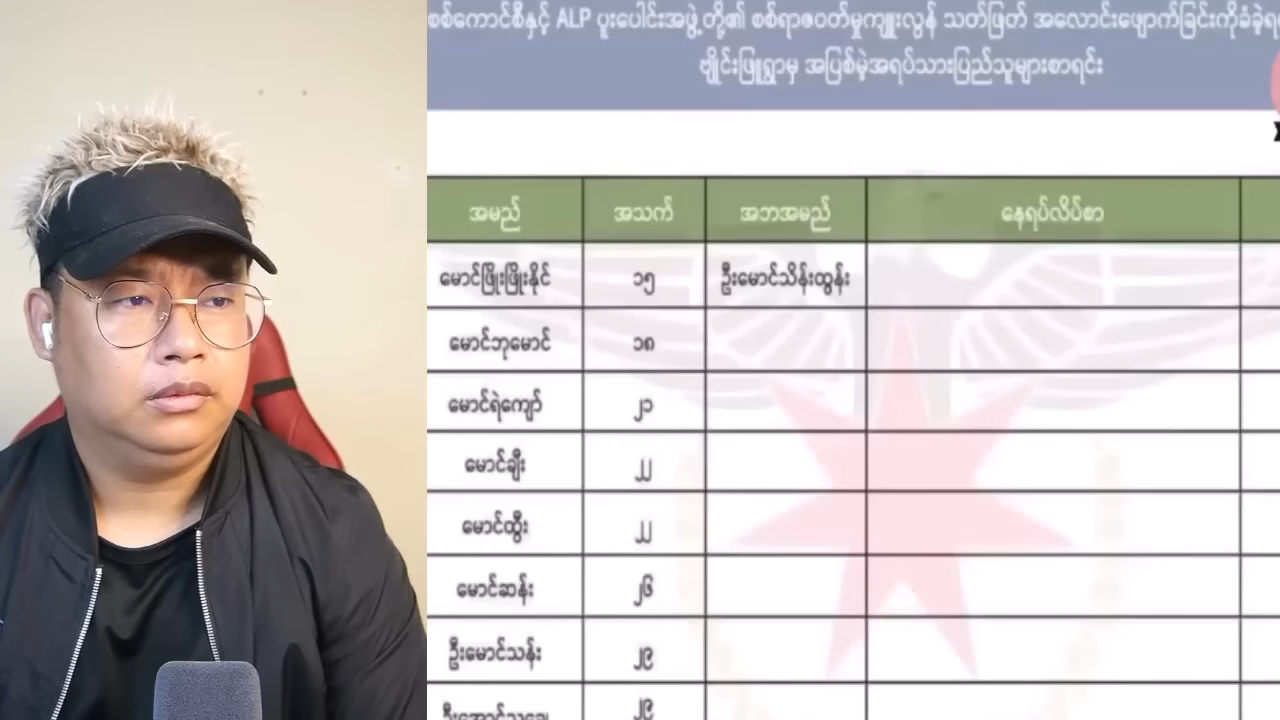 စစ်ကောင်စီနှင့် ALP ပူးပေါင်းအဖွဲ့တို့၏ စစ်ရာဇဝတ်မှုကျူးလွန် သတ်ဖြတ် အလောင်းဖျောက်ခြင်းကိုခံခဲ့ရ
ဗျိုင်းဖြူရွာမှ အပြစ်မဲ့အရပ်သားပြည်သူများစာရင်း
အမည် အသက် အဘအမည် နေရပ်လိပ်စာ
မောင်ဖြိုးဖြိုးနိုင် ၁၅ ဦးမောင်သိန်းထွန်း
မောင်ဘုမောင် ၁၈
မောင်ရဲကျော် ၂၁
မောင်ချီး ၂၂
မောင်ထွီး ၂၂
မောင်ဆန်း ၂၆
ဦးမောင်သန်း ၂၉
၂၉